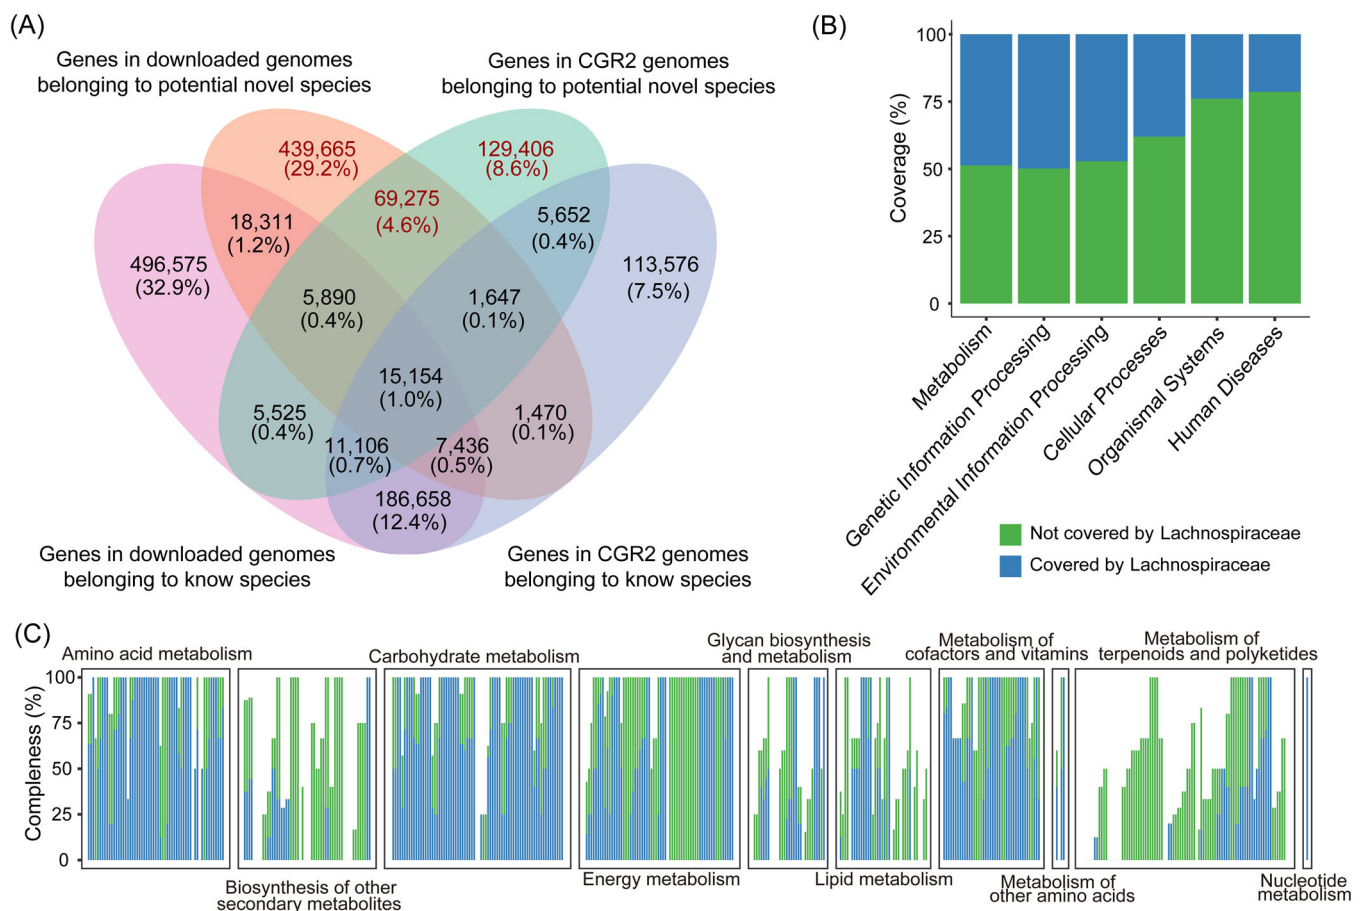 (A)
Genes in downloaded genomes
belonging to potential novel species
Genes in CGR2 genomes
belonging to potential novel species
439,665
(29.2%)
129,406
(8.6%)
69,275
(4.6%)
18,311
(1.2%)
5,652
(0.4%)
496,575
(32.9%)
113,576
(7.5%)
5,890
(0.4%)
1,647
(0.1%)
15,154
(1.0%)
5,525
(0.4%)
1,470
(0.1%)
11,106
(0.7%)
7,436
(0.5%)
186,658
(12.4%)
Genes in downloaded genomes
belonging to know species
Genes in CGR2 genomes
belonging to know species
(B)
Coverage (%)
100
75
50
25
0
Metabolism
Genetic Information Processing
Environmental Information Processing
Cellular Processes
Organismal Systems
Human Diseases
Not covered by Lachnospiraceae
Covered by Lachnospiraceae
(C)
Compleness (%)
100
75
50
25
0
Amino acid metabolism
Biosynthesis of other
secondary metabolites
Carbohydrate metabolism
Energy metabolism
Glycan biosynthesis
and metabolism
Lipid metabolism
Metabolism of
cofactors and vitamins
Metabolism of
other amino acids
Metabolism of
terpenoids and polyketides
Nucleotide
metabolism